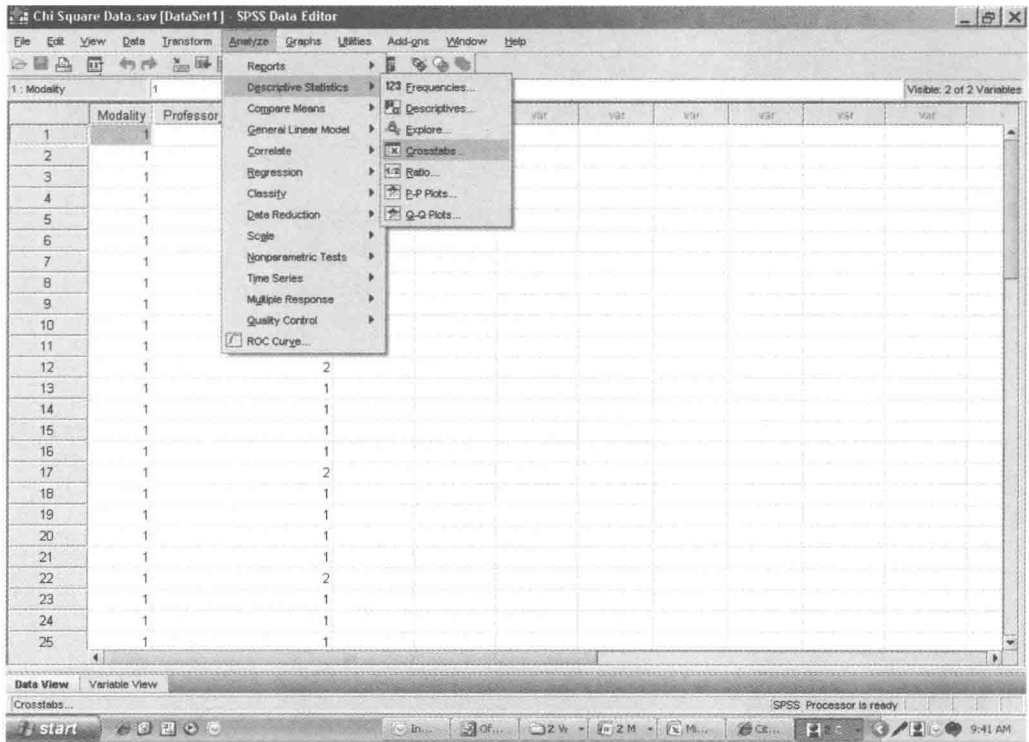 Chi Square Data.sav [DataSet1] - SPSS Data Editor
File Edit View Data Transform Analyze Graphs Utilities Add-ons Window Help
1 : Modality 1 Visible: 2 of 2 Variables
Modality Professor var var var var var var
Reports
Descriptive Statistics
Compare Means
General Linear Model
Correlate
Regression
Classify
Data Reduction
Scale
Nonparametric Tests
Time Series
Multiple Response
Quality Control
ROC Curve...
123 Frequencies...
Descriptives...
Explore...
Crosstabs...
1/2 Ratio...
P-P Plots...
Q-Q Plots...
1 1
2 1
3 1
4 1
5 1
6 1
7 1
8 1
9 1
10 1
11 1
12 1 2
13 1 1
14 1 1
15 1 1
16 1 1
17 1 2
18 1 1
19 1 1
20 1 1
21 1 1
22 1 2
23 1 1
24 1 1
25 1 1
Data View Variable View
Crosstabs... SPSS Processor is ready
start In... Of... 2 M Mi... 9:41 AM